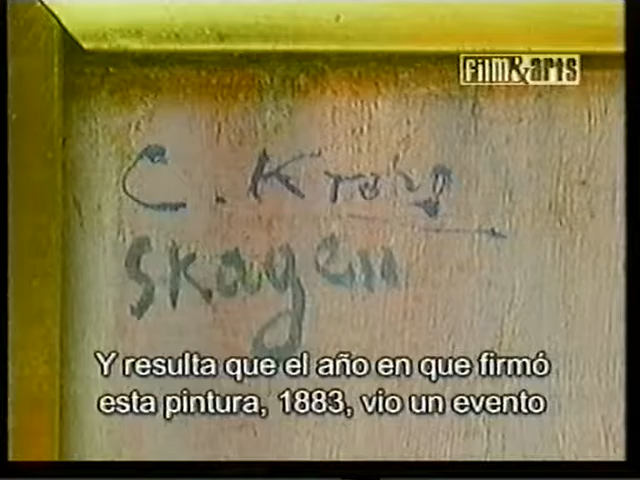 Film&arts
C. Krohg
Skagen
Y resulta que el año en que firmó
esta pintura, 1883, vio un evento